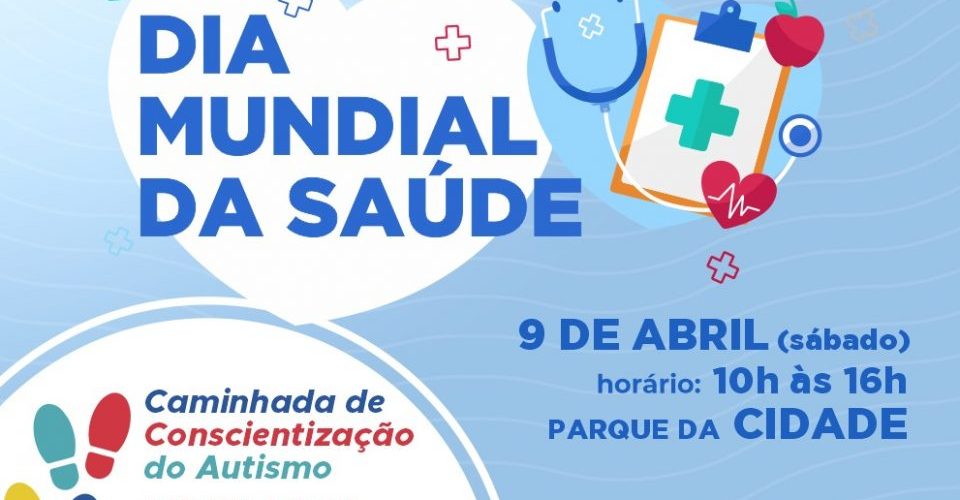 DIA
MUNDIAL
DA SAÚDE
9 DE ABRIL (sábado)
horário: 10h às 16h
PARQUE DA CIDADE
Caminhada de
Conscientização
do Autismo